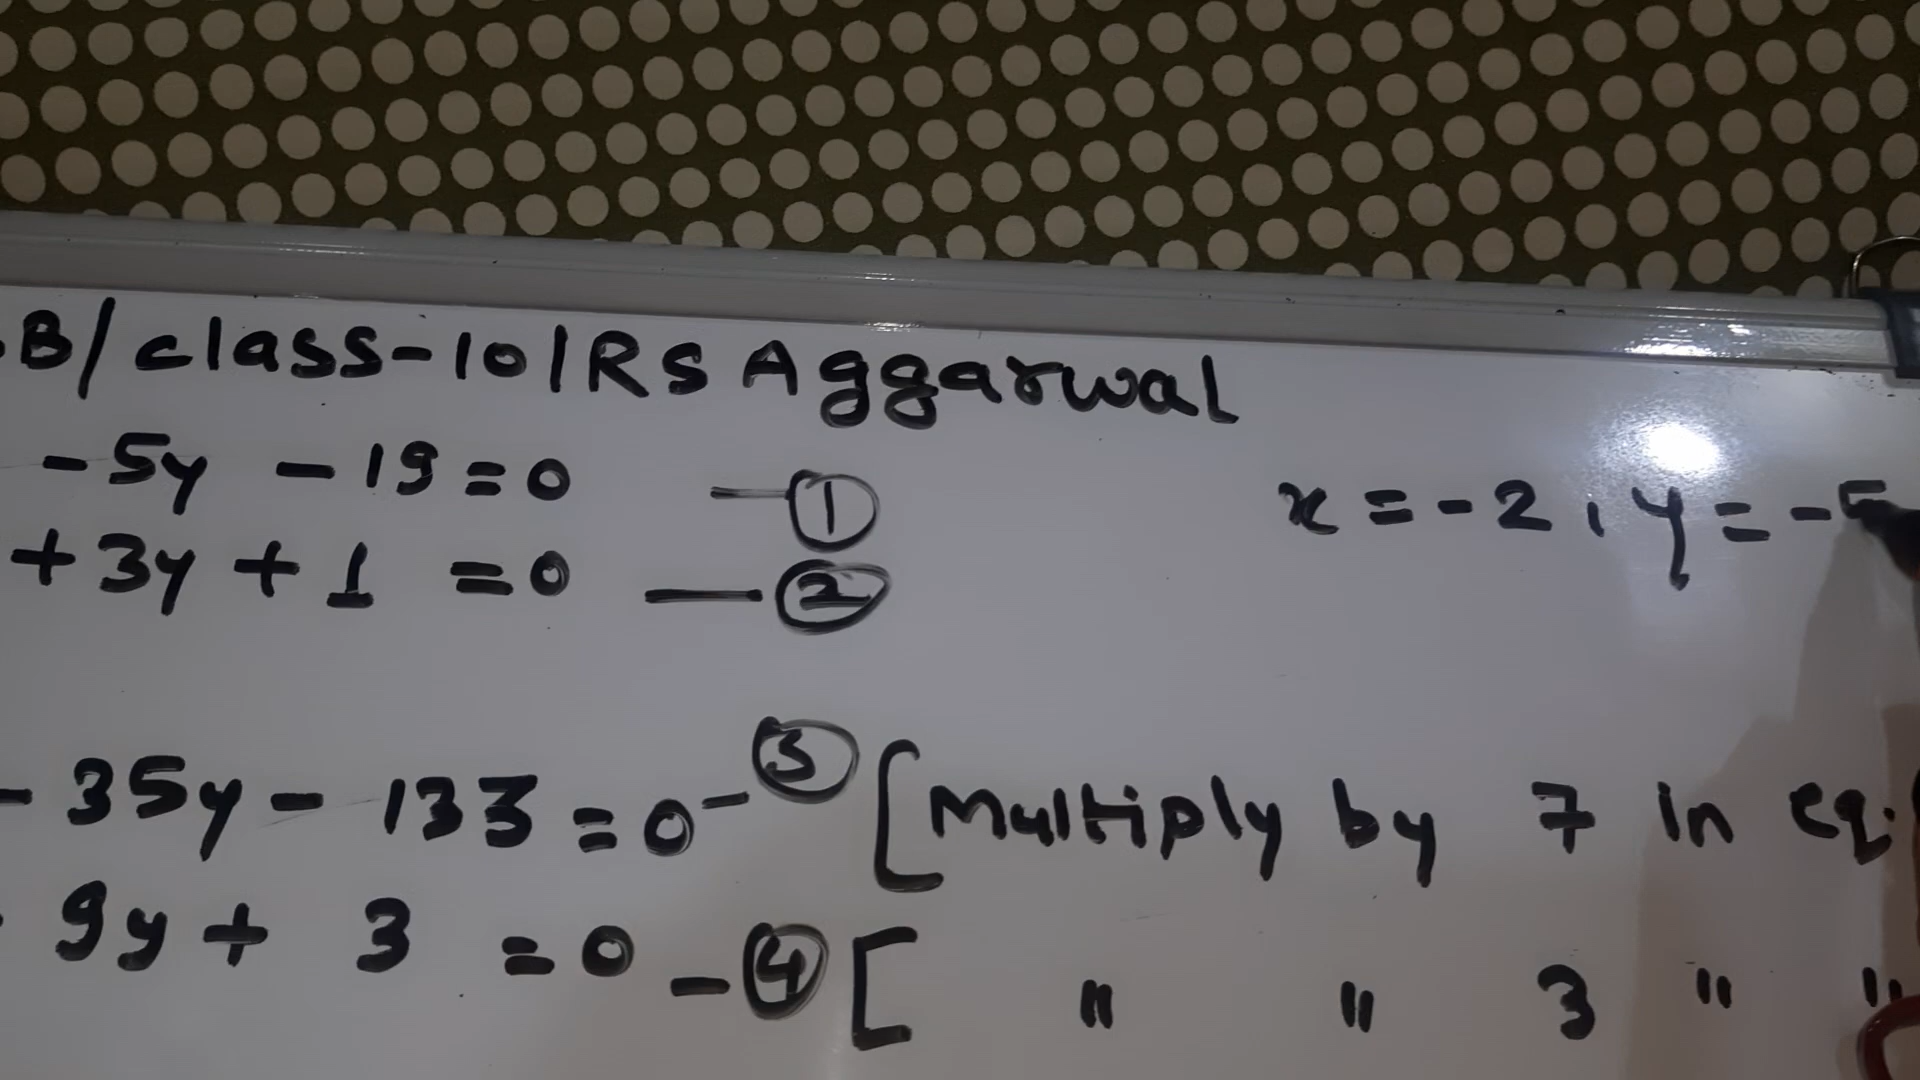 B/class-10/RS Aggarwal
-5y -19=0 —①
x=-2, y=-5
+3y+1 =0 —②
-35y-133=0-③ [Multiply by 7 in eq.
9y+ 3 =0-④ [ " " 3 " "